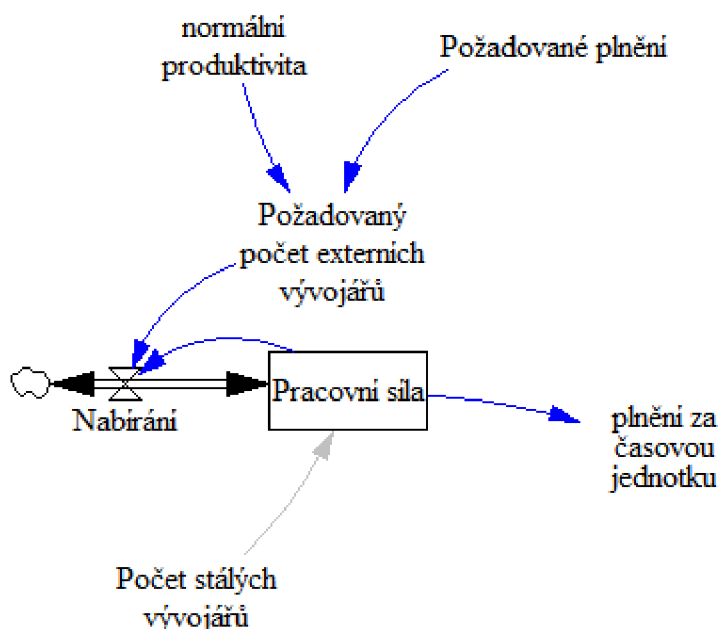 normální
produktivita
Požadované plnění
Požadovaný
počet externích
vývojářů
Nabírání
Pracovní síla
plnění za
časovou
jednotku
Počet stálých
vývojářů